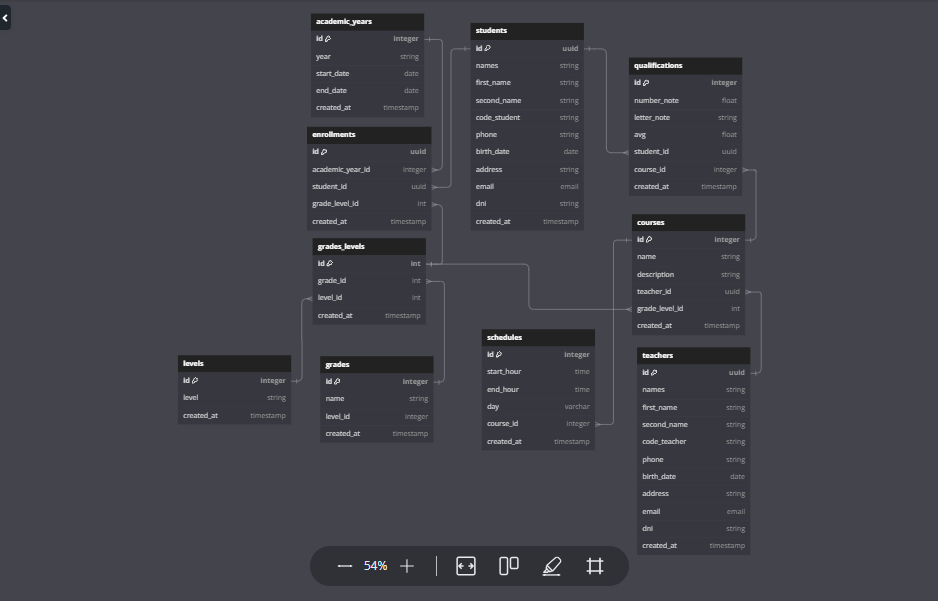 academic_years
id integer
year string
start_date date
end_date date
created_at timestamp
enrollments
id uuid
academic_year_id integer
student_id uuid
grade_level_id int
created_at timestamp
grades_levels
id int
grade_id int
level_id int
created_at timestamp
levels
id integer
level string
created_at timestamp
grades
id integer
name string
level_id integer
created_at timestamp
students
id uuid
names string
first_name string
second_name string
code_student string
phone string
birth_date date
address string
email email
dni string
created_at timestamp
schedules
id integer
start_hour time
end_hour time
day varchar
course_id integer
created_at timestamp
qualifications
id integer
number_note float
letter_note string
avg float
student_id uuid
course_id integer
created_at timestamp
courses
id integer
name string
description string
teacher_id uuid
grade_level_id int
created_at timestamp
teachers
id uuid
names string
first_name string
second_name string
code_teacher string
phone string
birth_date date
address string
email email
dni string
created_at timestamp
54%